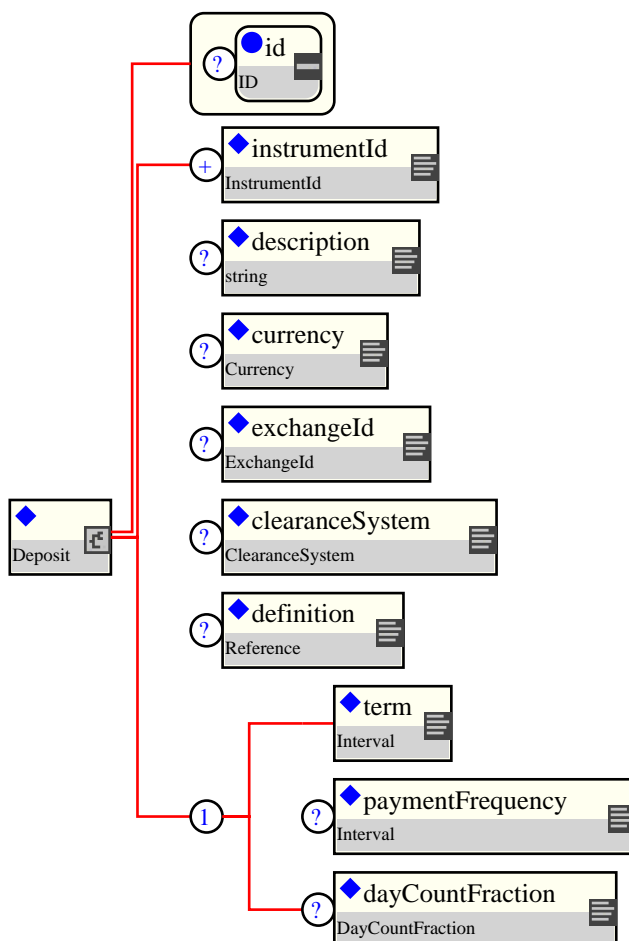 ? id
ID
+ instrumentId
InstrumentId
? description
string
? currency
Currency
? exchangeId
ExchangeId
Deposit
? clearanceSystem
ClearanceSystem
? definition
Reference
term
Interval
1
? paymentFrequency
Interval
? dayCountFraction
DayCountFraction